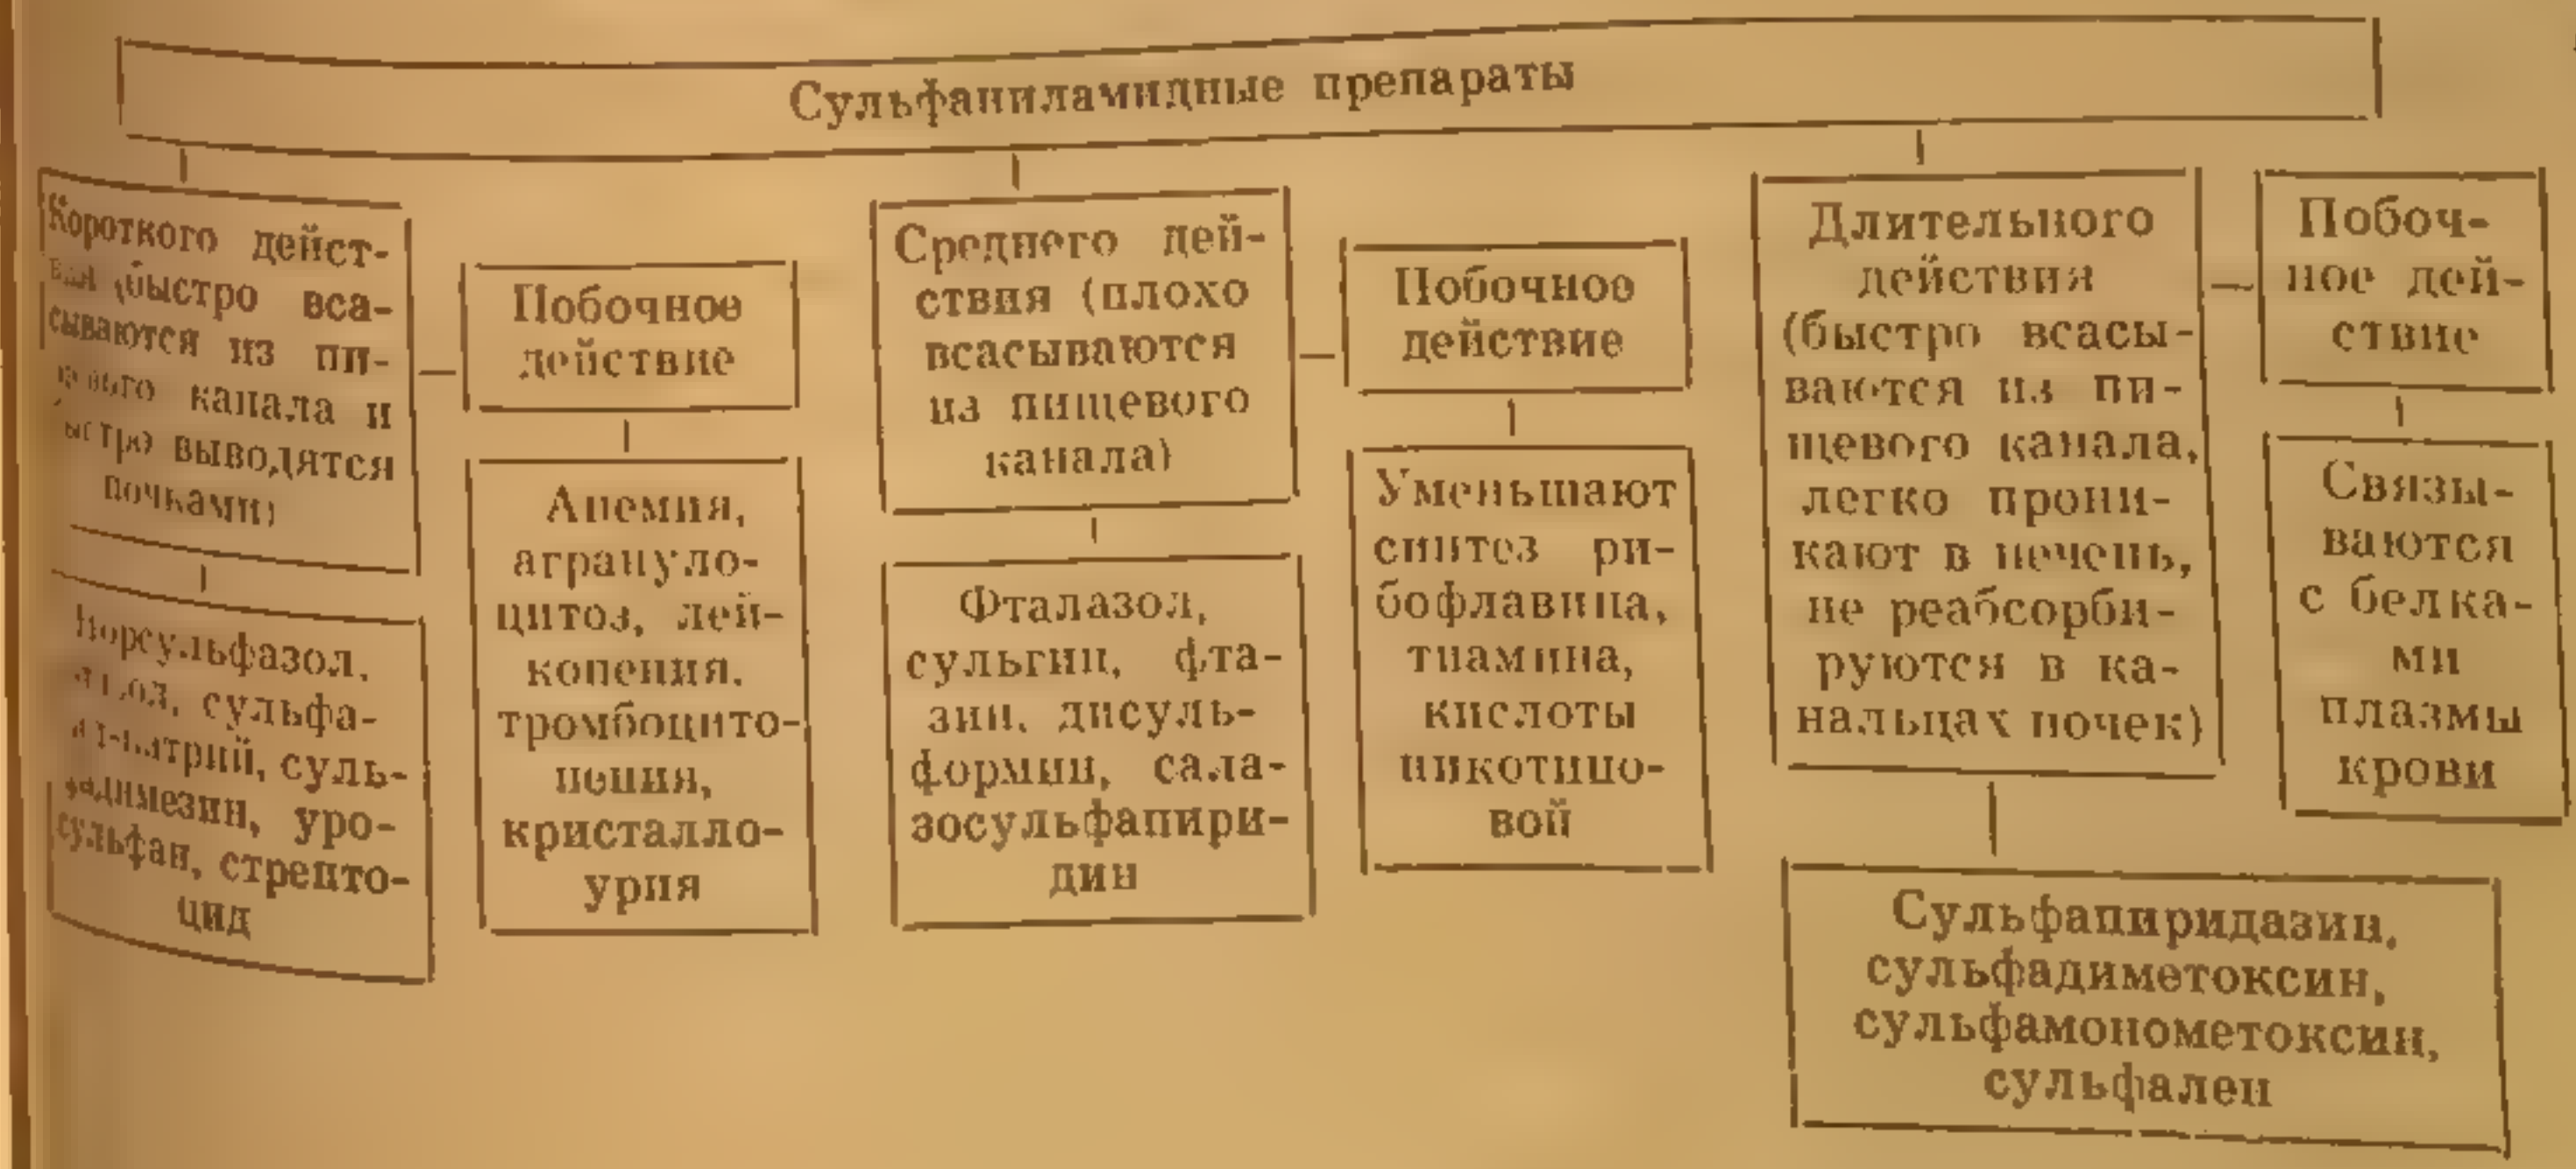 Сульфаниламидные препараты
Короткого дейст-
вия (быстро вса-
сываются из пи-
канала и
быстро выводятся
почками)
Норсульфазол,
сульфа-
суль-
фадимезин, уро-
сульфан, стрепто-
цид
Побочное
действие
Анемия,
агрануло-
цитоз, лей-
копения,
тромбоцито-
пения,
кристалло-
урия
Среднего дей-
ствия (плохо
всасываются
из пищевого
канала)
Фталазол,
сульгин, фта-
зин, дисуль-
формин, сала-
зосульфапири-
дин
Побочное
действие
Уменьшают
синтез ри-
бофлавина,
тиамина,
кислоты
никотино-
вой
Длительного
действия
(быстро всасы-
ваются из пи-
щевого канала,
легко прони-
кают в печень,
не реабсорби-
руются в ка-
нальцах почек)
Сульфапиридазин,
сульфадиметоксин,
сульфамонометоксин,
сульфален
Побоч-
ное дей-
ствие
Связы-
ваются
с белка-
ми
плазмы
крови